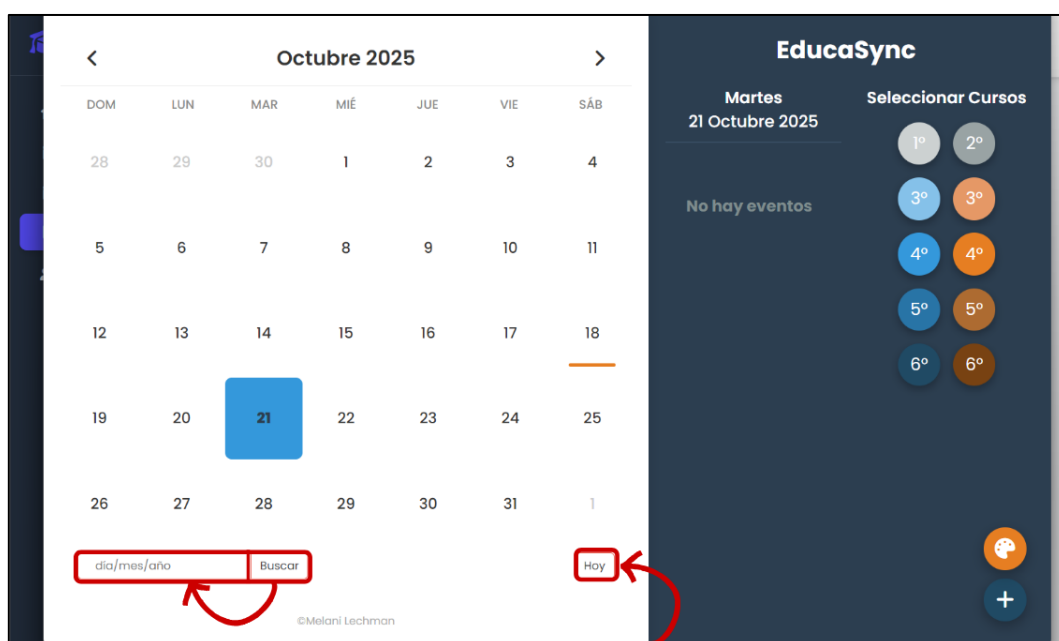 Octubre 2025
DOM LUN MAR MIÉ JUE VIE SÁB
28 29 30 1 2 3 4
5 6 7 8 9 10 11
12 13 14 15 16 17 18
19 20 21 22 23 24 25
26 27 28 29 30 31 1
dia/mes/año Buscar Hoy
©Melani Lechman
EducaSync
Martes
21 Octubre 2025
No hay eventos
Seleccionar Cursos
1º 2º
3º 3º
4º 4º
5º 5º
6º 6º
+